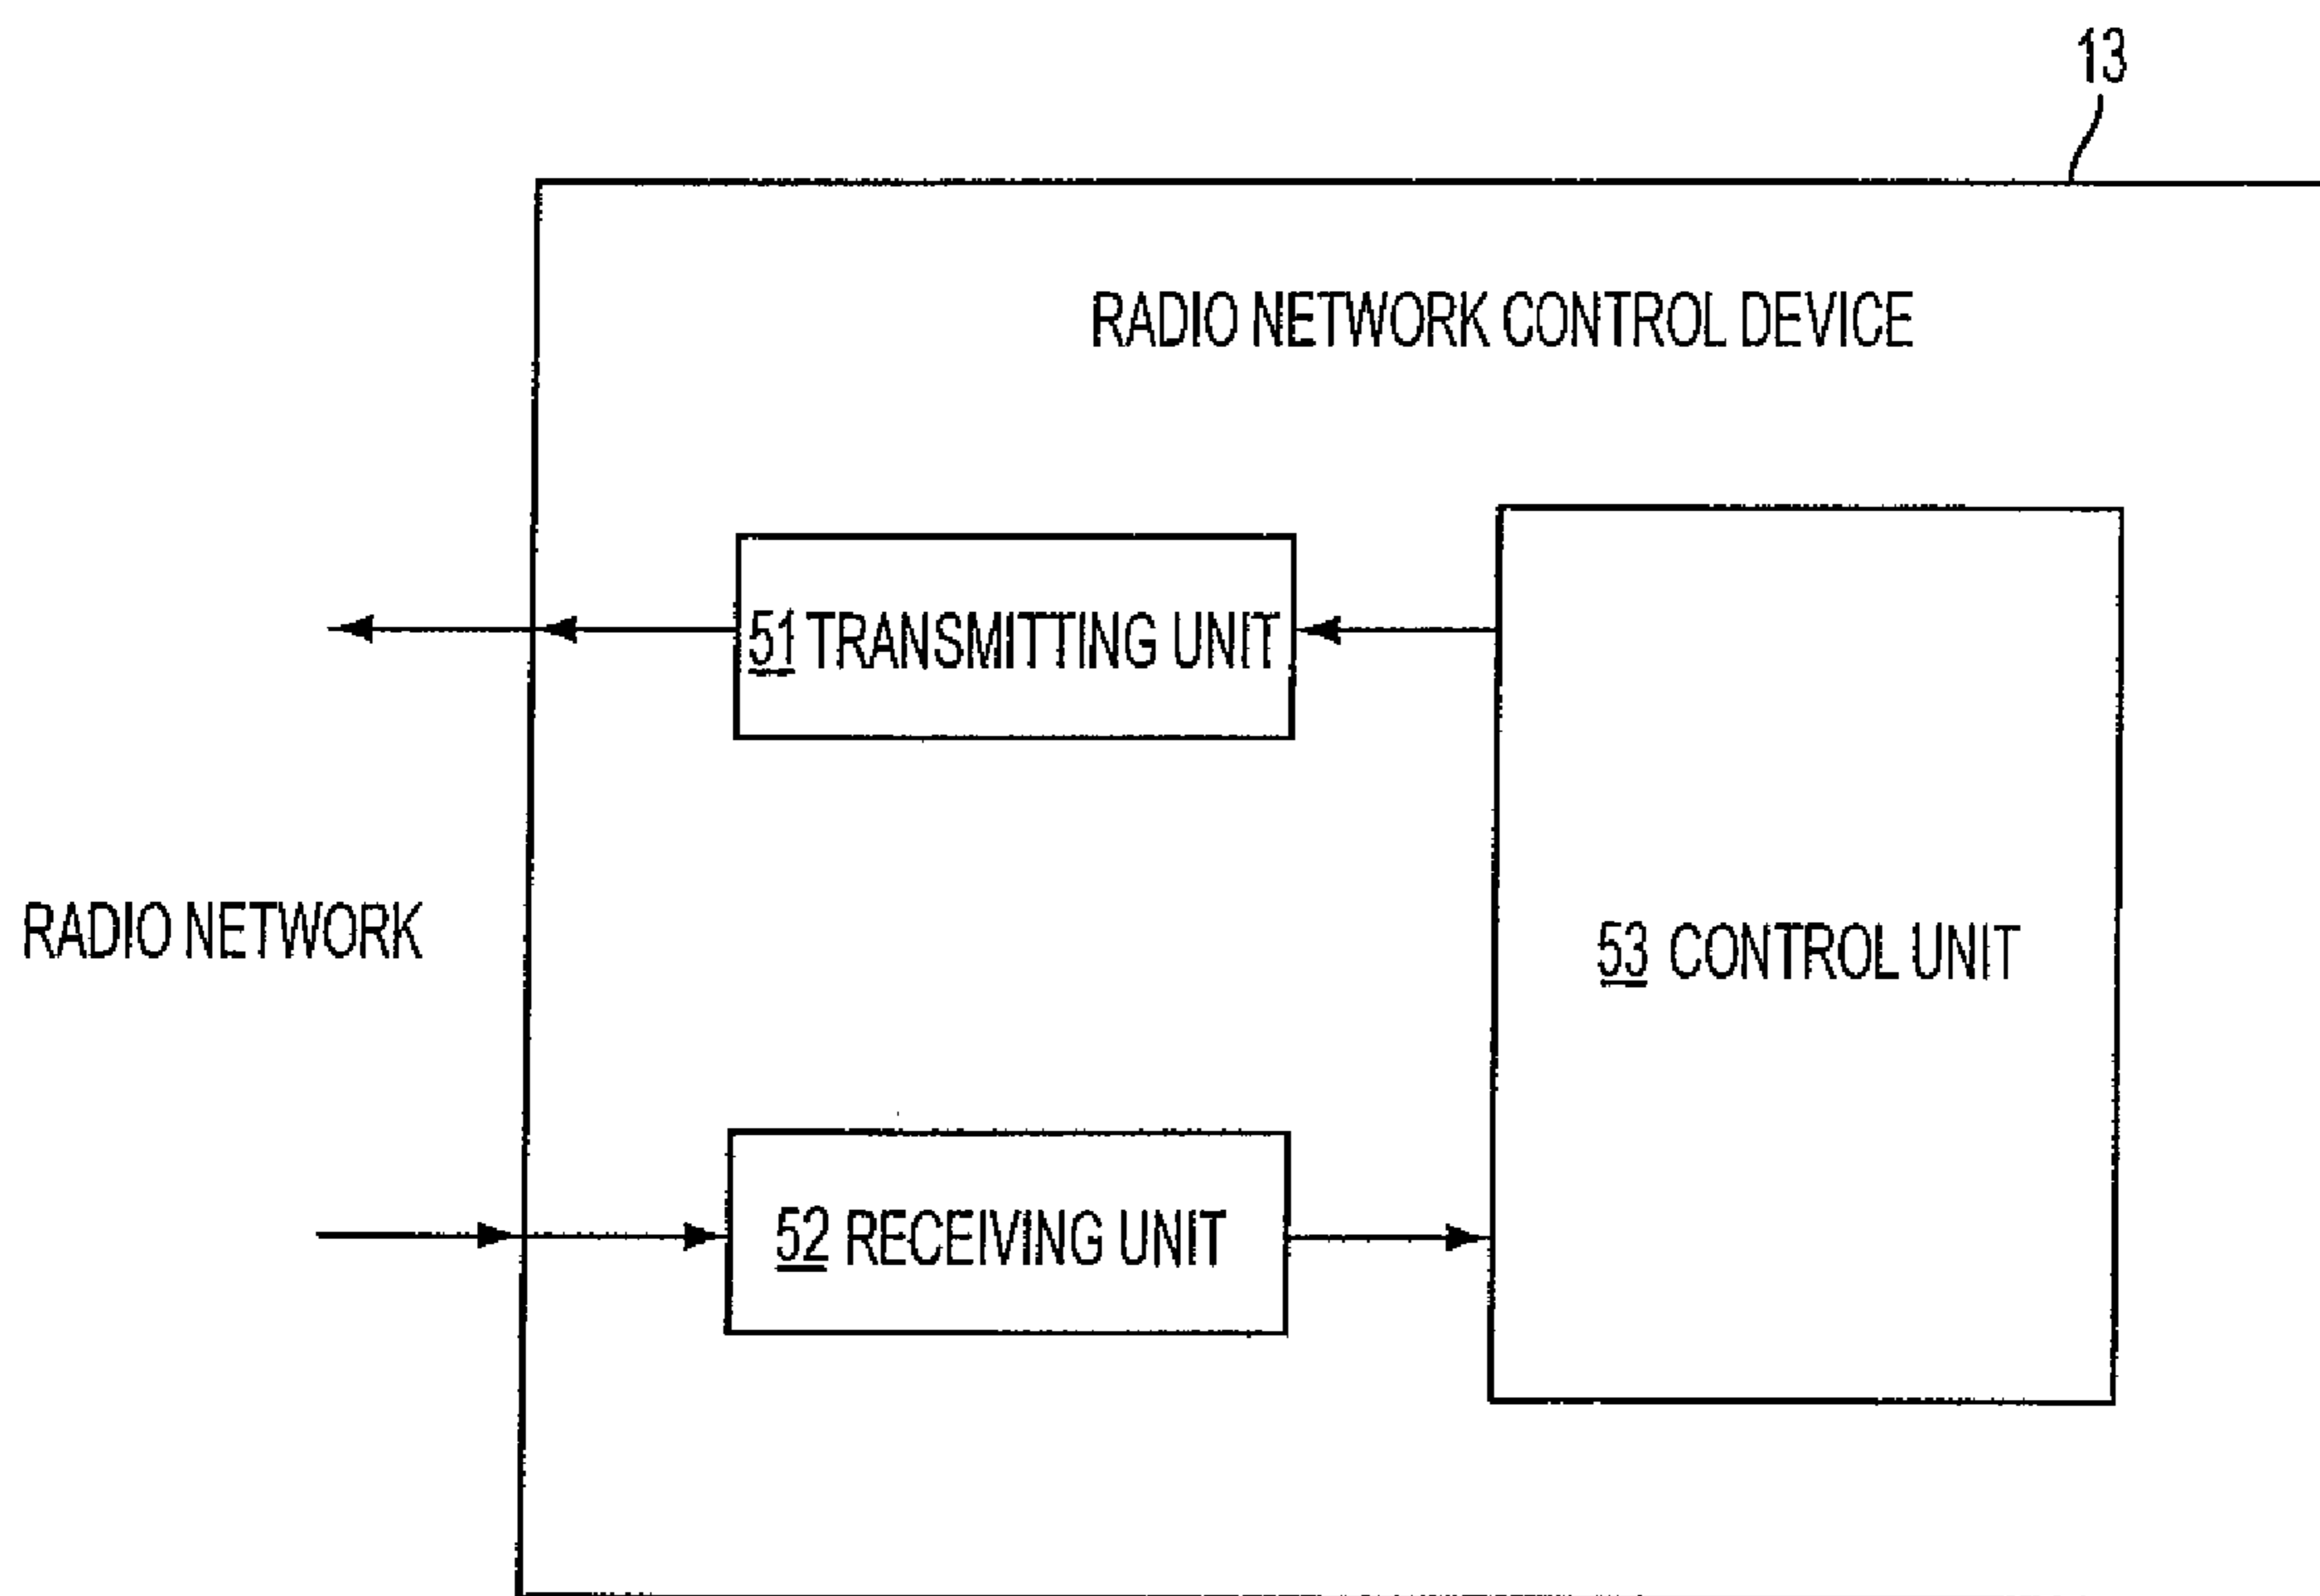 13
RADIO NETWORK CONTROL DEVICE
51 TRANSMITTING UNIT
RADIO NETWORK
53 CONTROL UNIT
52 RECEIVING UNIT